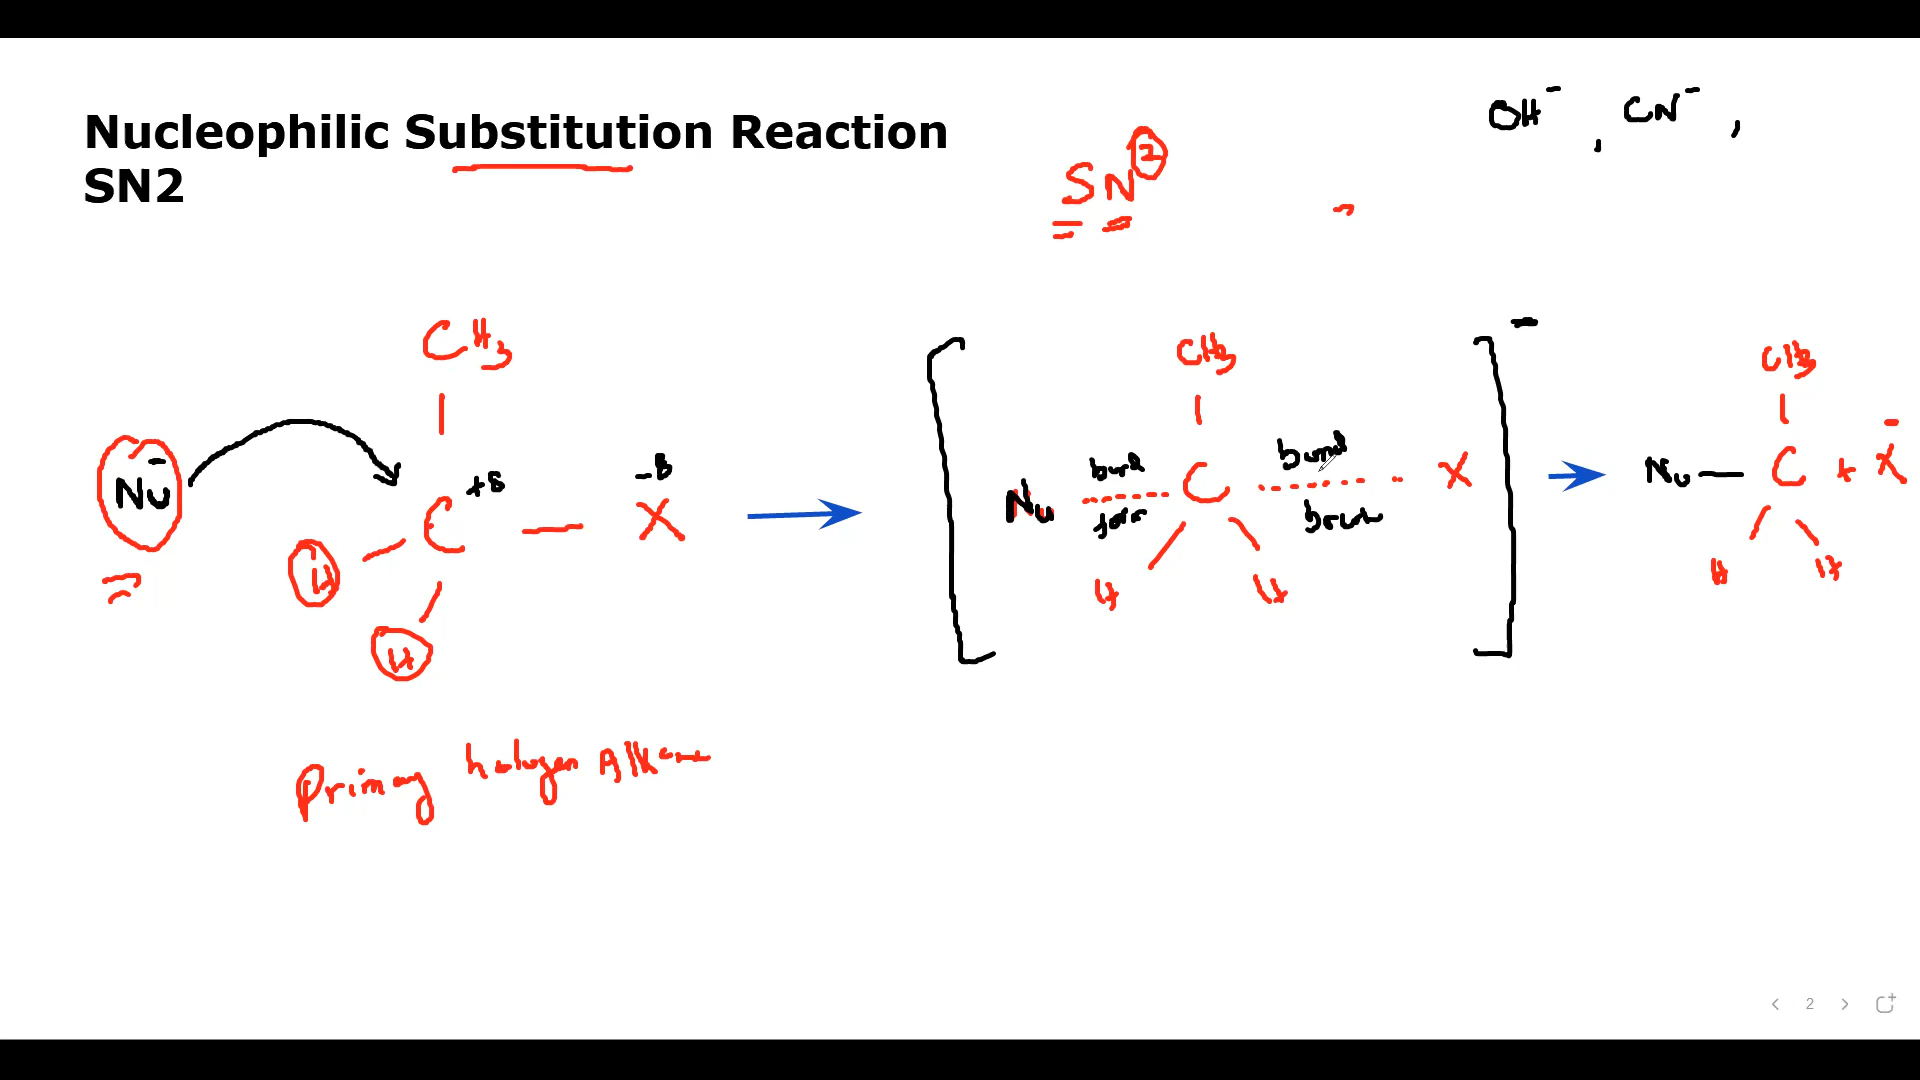 Nucleophilic Substitution Reaction
SN2
SN2
OH⁻ , CN⁻ ,
CH3
Nu⁻
C +δ
-δ
X
H
H
Primary halogen Alkane
CH3
Nu
bond
form
C
bond
X
H H
-
CH3
Nu — C + X⁻
H H
2